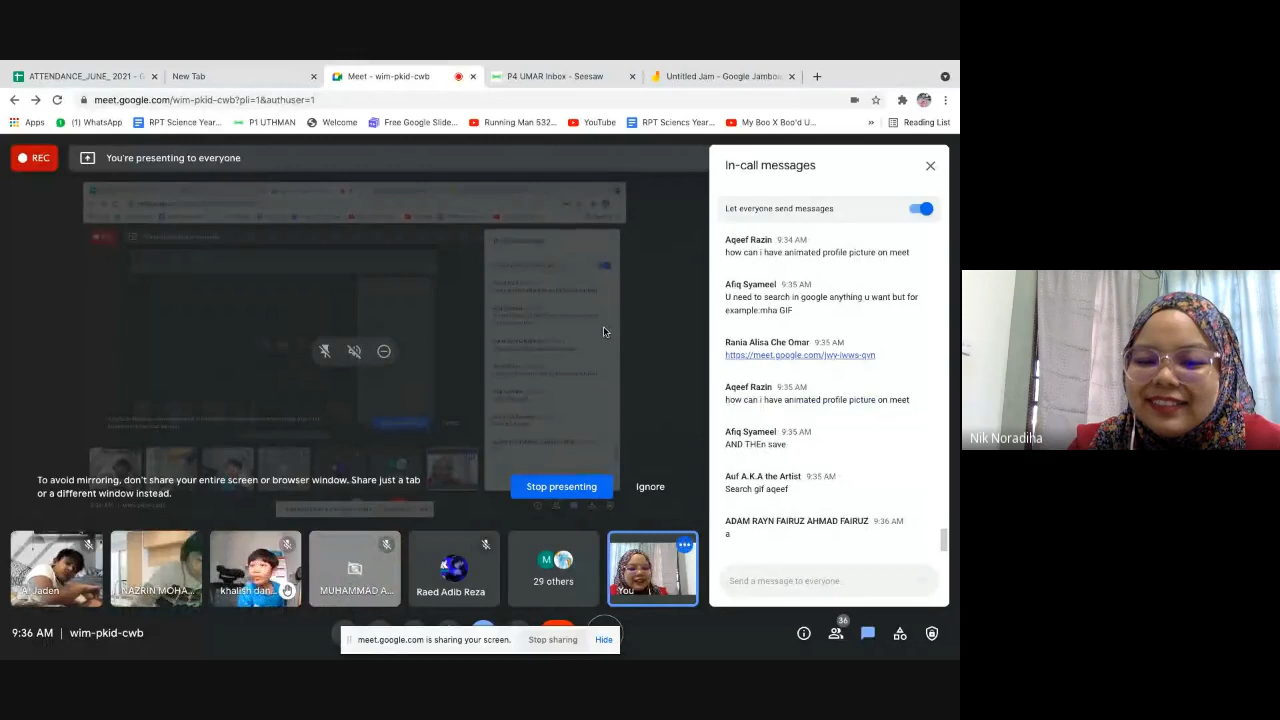 ATTENDANCE_JUNE_ 2021 - G
New Tab
Meet - wim-pkid-cwb
P4 UMAR Inbox - Seesaw
Untitled Jam - Google Jamboa
meet.google.com/wim-pkid-cwb?pli=1&authuser=1
Apps
(1) WhatsApp
RPT Science Year...
P1 UTHMAN
Welcome
Free Google Slide...
Running Man 532...
YouTube
RPT Sciencs Year...
My Boo X Boo'd U...
»
Reading List
REC
You're presenting to everyone
In-call messages
Let everyone send messages
Aqeef Razin 9:34 AM
how can i have animated profile picture on meet
Afiq Syameel 9:35 AM
U need to search in google anything u want but for
example:mha GIF
Rania Alisa Che Omar 9:35 AM
https://meet.google.com/jwy-iwws-qvn
Aqeef Razin 9:35 AM
how can i have animated profile picture on meet
Afiq Syameel 9:35 AM
AND THEn save
Auf A.K.A the Artist 9:35 AM
Search gif aqeef
ADAM RAYN FAIRUZ AHMAD FAIRUZ 9:36 AM
a
Send a message to everyone
To avoid mirroring, don't share your entire screen or browser window. Share just a tab
or a different window instead.
Stop presenting
Ignore
Al Jaden
NAZRIN MOHA...
khalish dan...
MUHAMMAD A...
Raed Adib Reza
M
29 others
You
9:36 AM | wim-pkid-cwb
meet.google.com is sharing your screen.
Stop sharing
Hide
36
Nik Noradiha